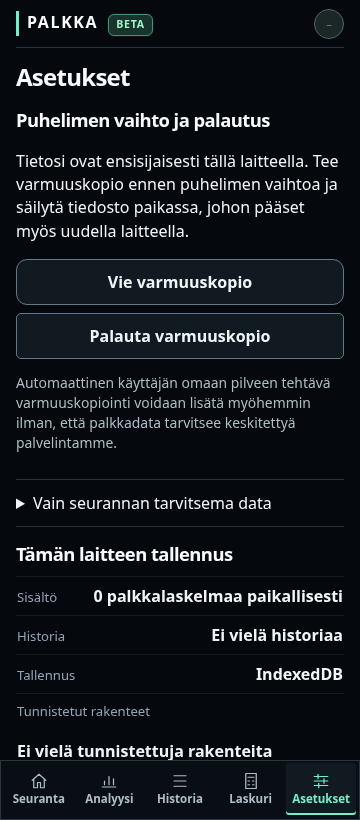 PALKKA BETA
Asetukset
Puhelimen vaihto ja palautus
Tietosi ovat ensisijaisesti tällä laitteella. Tee
varmuuskopio ennen puhelimen vaihtoa ja
säilytä tiedosto paikassa, johon pääset
myös uudella laitteella.
Vie varmuuskopio
Palauta varmuuskopio
Automaattinen käyttäjän omaan pilveen tehtävä
varmuuskopiointi voidaan lisätä myöhemmin
ilman, että palkkadata tarvitsee keskitettyä
palvelintamme.
Vain seurannan tarvitsema data
Tämän laitteen tallennus
Sisältö 0 palkkalaskelmaa paikallisesti
Historia Ei vielä historiaa
Tallennus IndexedDB
Tunnistetut rakenteet
Ei vielä tunnistettuja rakenteita
Seuranta Analyysi Historia Laskuri Asetukset